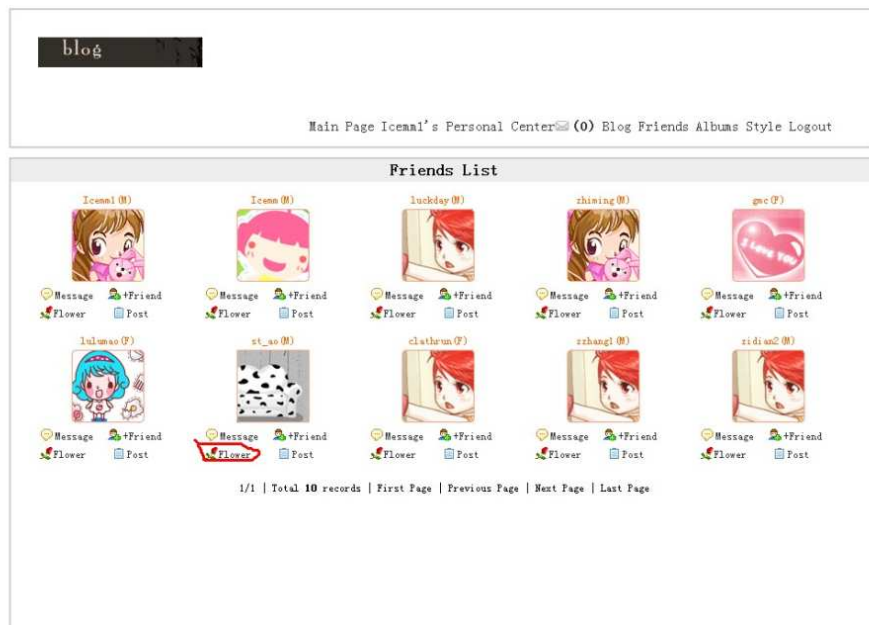 blog
Main Page Icemm1's Personal Center (0) Blog Friends Albums Style Logout
Friends List
Icemm1(M) Icemm(M) luckday(M) zhiming(M) gmc(F)
I LOVE YOU
Message +Friend Message +Friend Message +Friend Message +Friend Message +Friend
Flower Post Flower Post Flower Post Flower Post Flower Post
lulumao(F) st_ao(M) clathrun(F) zzhang1(M) zidian2(M)
Message +Friend Message +Friend Message +Friend Message +Friend Message +Friend
Flower Post Flower Post Flower Post Flower Post Flower Post
1/1 | Total 10 records | First Page | Previous Page | Next Page | Last Page